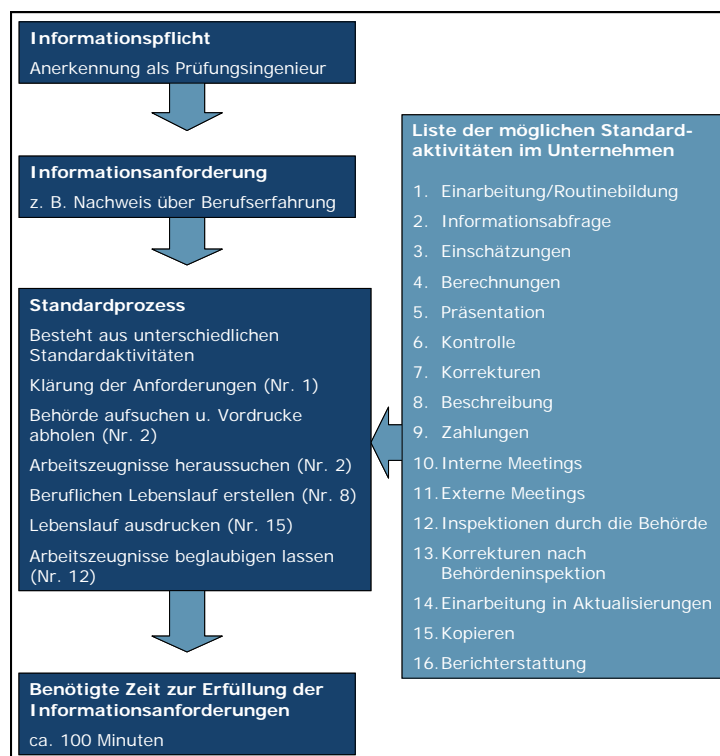 Informationspflicht
Anerkennung als Prüfungsingenieur
Informationsanforderung
z. B. Nachweis über Berufserfahrung
Standardprozess
Besteht aus unterschiedlichen
Standardaktivitäten
Klärung der Anforderungen (Nr. 1)
Behörde aufsuchen u. Vordrucke
abholen (Nr. 2)
Arbeitszeugnisse heraussuchen (Nr. 2)
Beruflichen Lebenslauf erstellen (Nr. 8)
Lebenslauf ausdrucken (Nr. 15)
Arbeitszeugnisse beglaubigen lassen
(Nr. 12)
Benötigte Zeit zur Erfüllung der
Informationsanforderungen
ca. 100 Minuten
Liste der möglichen Standard-
aktivitäten im Unternehmen
1. Einarbeitung/Routinebildung
2. Informationsabfrage
3. Einschätzungen
4. Berechnungen
5. Präsentation
6. Kontrolle
7. Korrekturen
8. Beschreibung
9. Zahlungen
10. Interne Meetings
11. Externe Meetings
12. Inspektionen durch die Behörde
13. Korrekturen nach
Behördeninspektion
14. Einarbeitung in Aktualisierungen
15. Kopieren
16. Berichterstattung